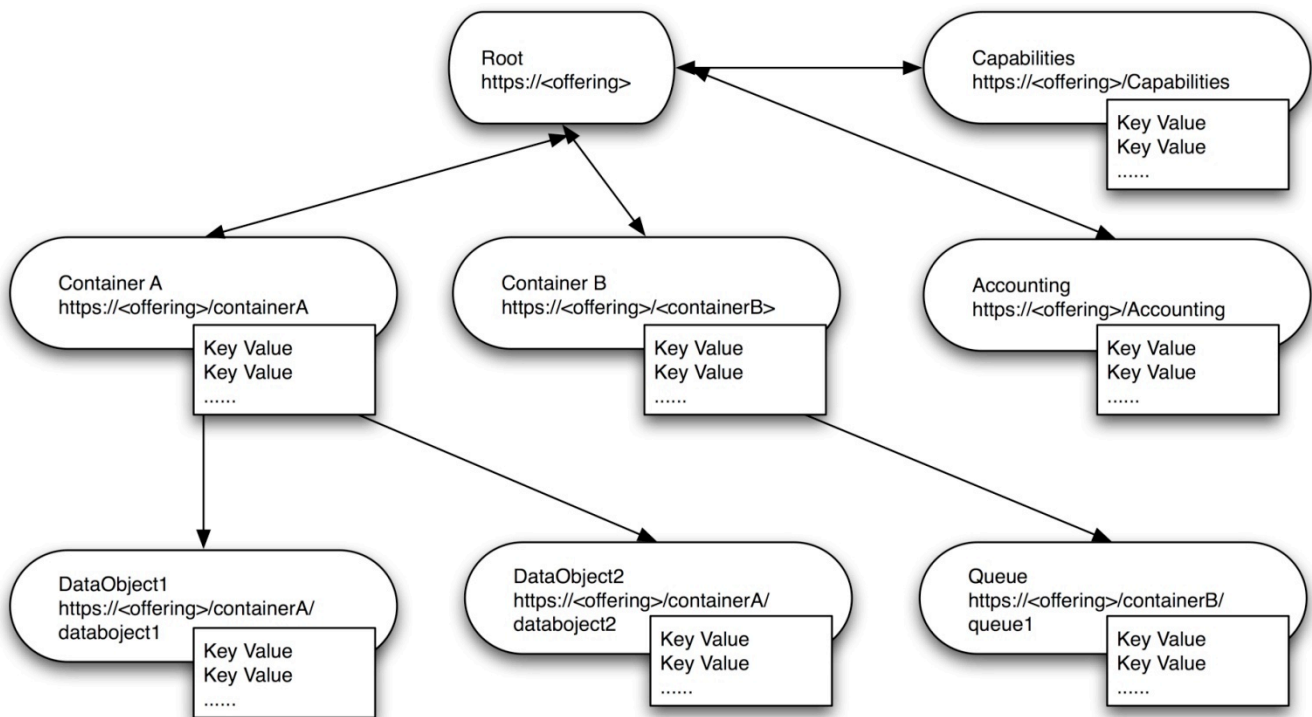 Root
https://<offering>
Capabilities
https://<offering>/Capabilities
Key Value
Key Value
......
Container A
https://<offering>/containerA
Key Value
Key Value
......
Container B
https://<offering>/<containerB>
Key Value
Key Value
......
Accounting
https://<offering>/Accounting
Key Value
Key Value
......
DataObject1
https://<offering>/containerA/
databoject1
Key Value
Key Value
......
DataObject2
https://<offering>/containerA/
databoject2
Key Value
Key Value
......
Queue
https://<offering>/containerB/
queue1
Key Value
Key Value
......